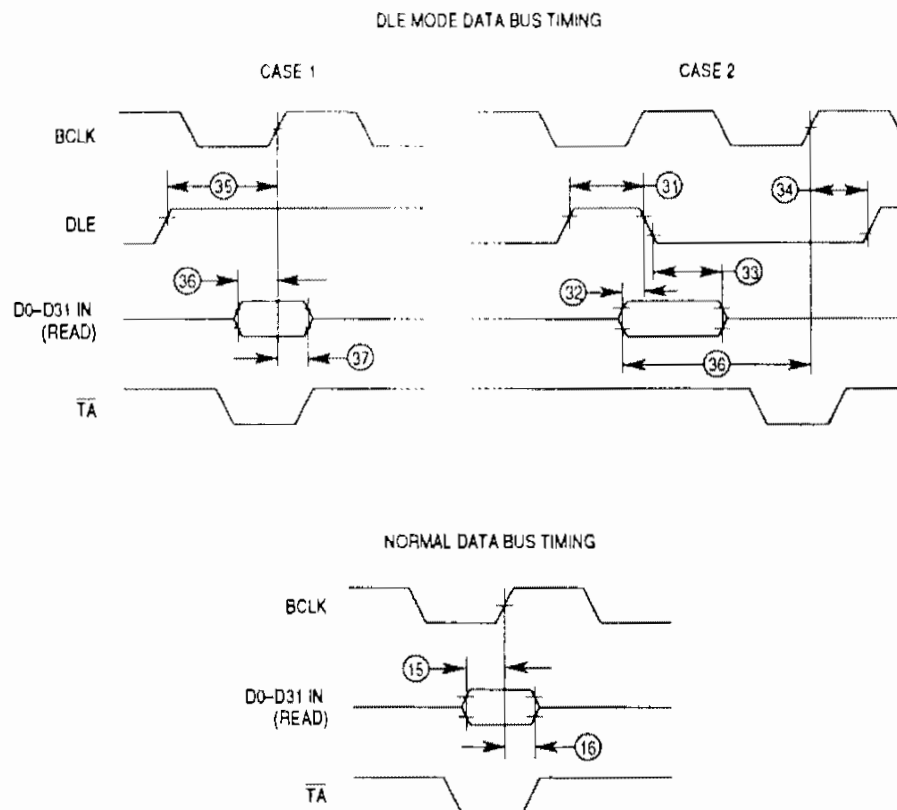 DLE MODE DATA BUS TIMING
CASE 1
CASE 2
BCLK
35
31
34
DLE
36
33
32
D0–D31 IN
(READ)
37
36
TA
NORMAL DATA BUS TIMING
BCLK
15
D0–D31 IN
(READ)
16
TA